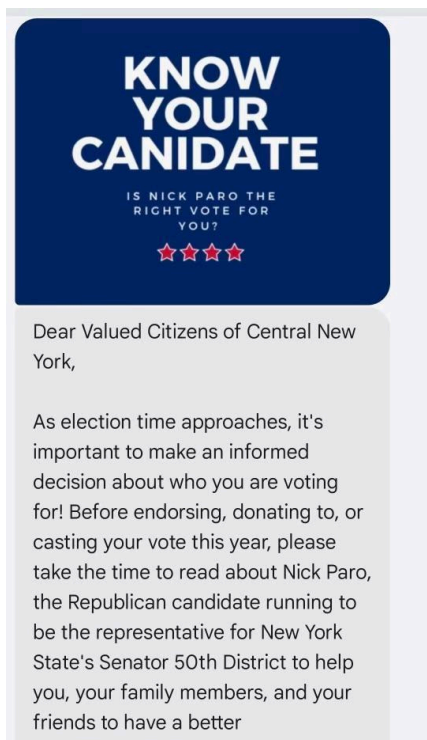 KNOW
YOUR
CANIDATE
IS NICK PARO THE
RIGHT VOTE FOR
YOU?
Dear Valued Citizens of Central New
York,
As election time approaches, it's
important to make an informed
decision about who you are voting
for! Before endorsing, donating to, or
casting your vote this year, please
take the time to read about Nick Paro,
the Republican candidate running to
be the representative for New York
State's Senator 50th District to help
you, your family members, and your
friends to have a better